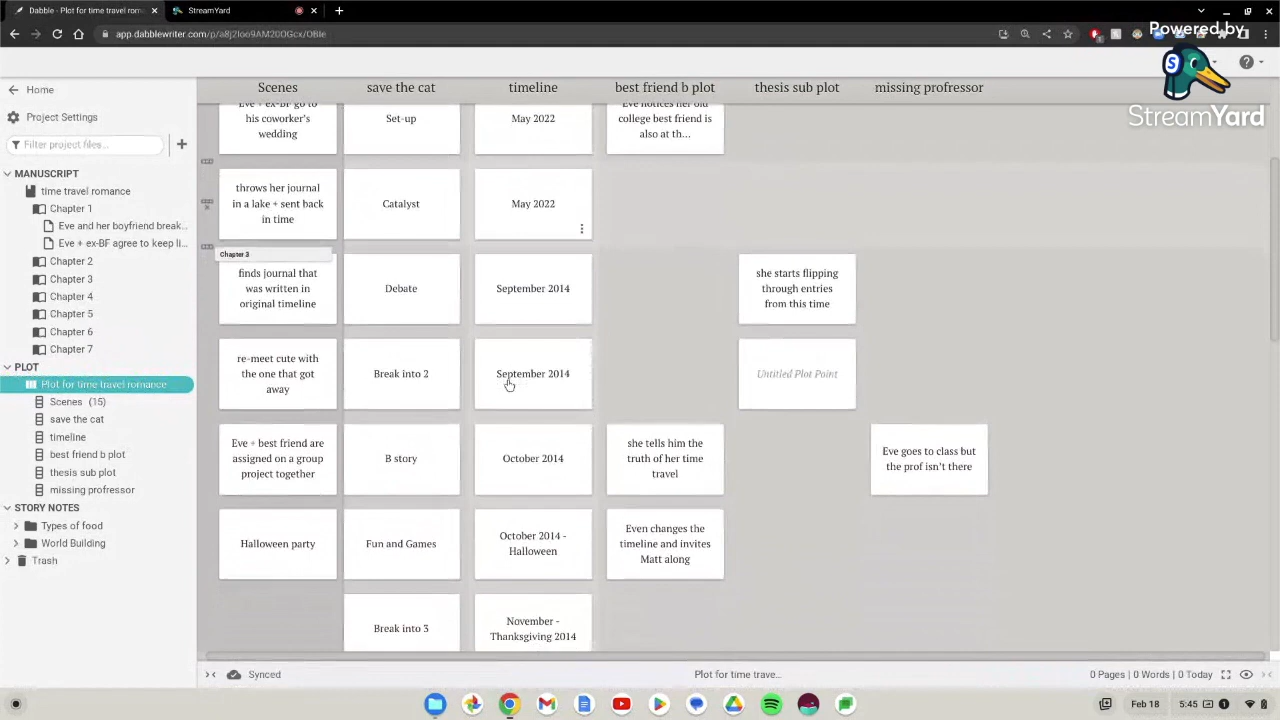 Dabble - Plot for time travel roman
StreamYard
app.dabblewriter.com/p/a8j2Ioo9AM20OGcx/OBIe
Powered by
StreamYard
Home
Project Settings
Filter project files...
MANUSCRIPT
time travel romance
Chapter 1
Eve and her boyfriend break...
Eve + ex-BF agree to keep li...
Chapter 2
Chapter 3
Chapter 4
Chapter 5
Chapter 6
Chapter 7
PLOT
Plot for time travel romance
Scenes (15)
save the cat
timeline
best friend b plot
thesis sub plot
missing profressor
STORY NOTES
Types of food
World Building
Trash
Scenes
save the cat
timeline
best friend b plot
thesis sub plot
missing profressor
Eve + ex-BF go to
his coworker's
wedding
Set-up
May 2022
Eve notices her old
college best friend is
also at th...
throws her journal
in a lake + sent back
in time
Catalyst
May 2022
Chapter 3
finds journal that
was written in
original timeline
Debate
September 2014
she starts flipping
through entries
from this time
re-meet cute with
the one that got
away
Break into 2
September 2014
Untitled Plot Point
Eve + best friend are
assigned on a group
project together
B story
October 2014
she tells him the
truth of her time
travel
Eve goes to class but
the prof isn't there
Halloween party
Fun and Games
October 2014 -
Halloween
Even changes the
timeline and invites
Matt along
Break into 3
November -
Thanksgiving 2014
Synced
Plot for time trave...
0 Pages | 0 Words | 0 Today
Feb 18
5:45